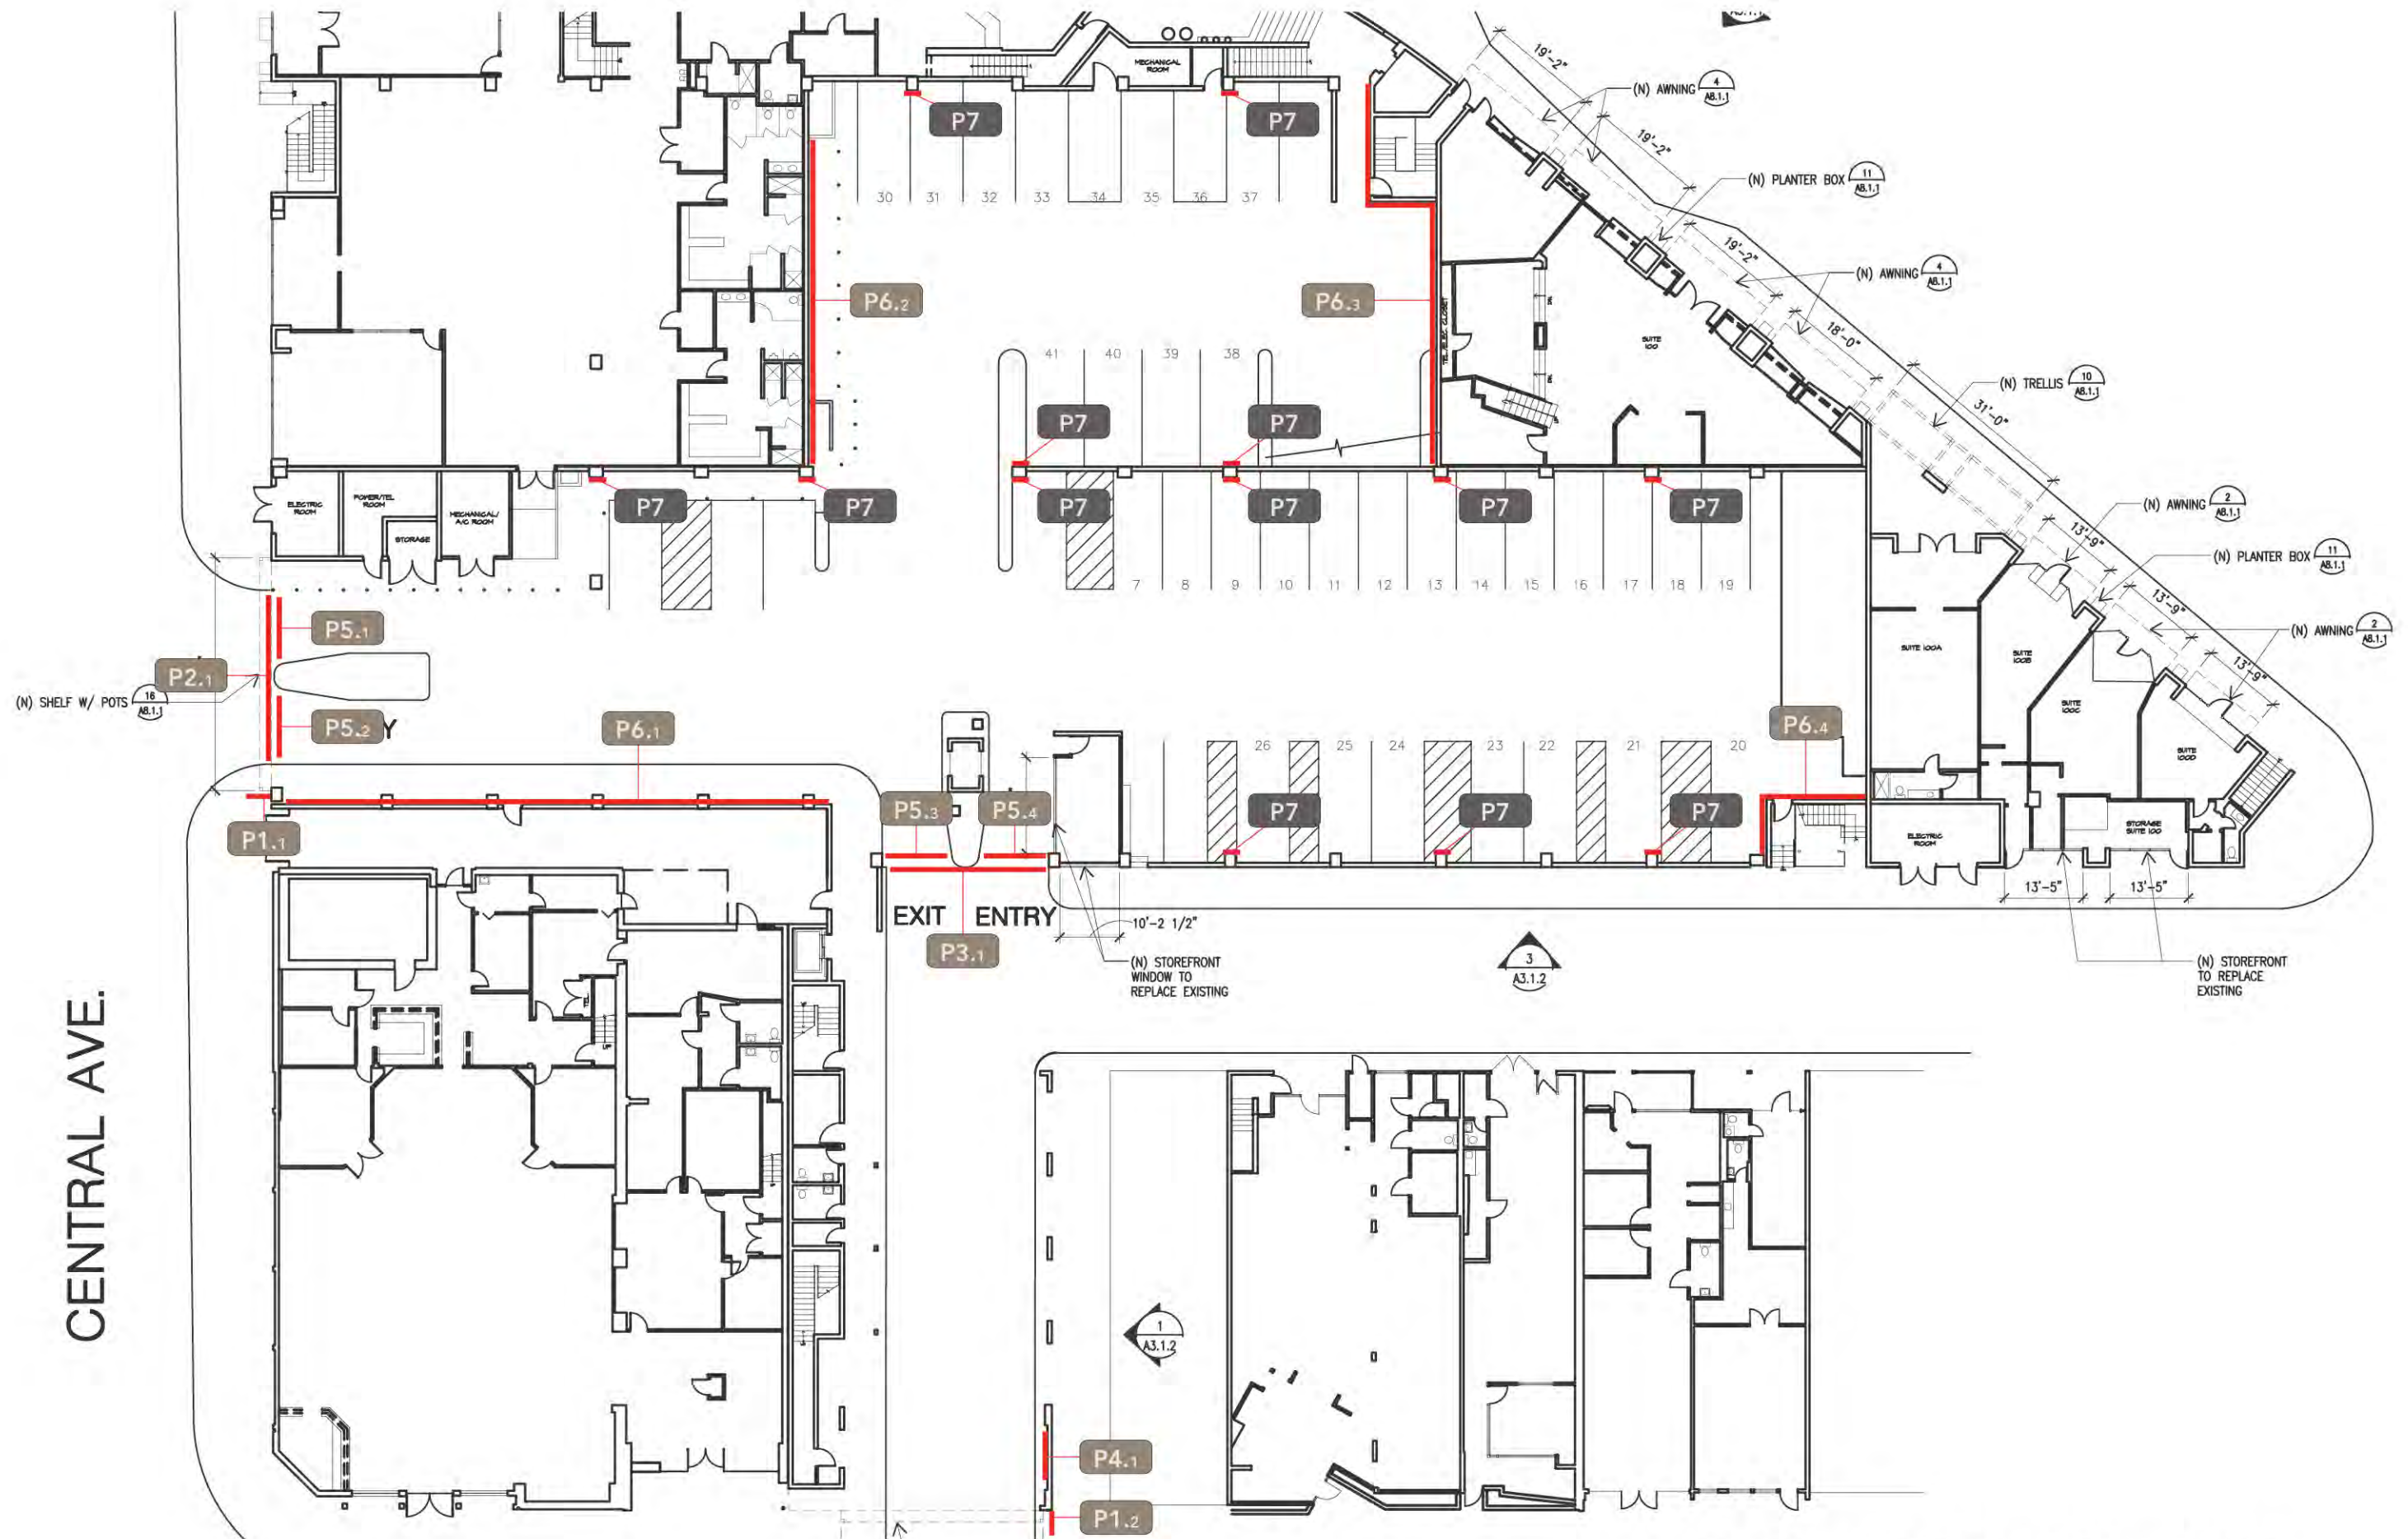 A3.1.1
19'-2"
(N) AWNING 4
A8.1.1
MECHANICAL
ROOM
P7
P7
19'-2"
(N) PLANTER BOX 11
A8.1.1
30 31 32 33 34 35 36 37
19'-2"
(N) AWNING 4
A8.1.1
P6.2
P6.3
TEL/ELEC CLOSET
18'-0"
SUITE
100
41 40 39 38
(N) TRELLIS 10
A8.1.1
31'-0"
P7
P7
ELECTRIC
ROOM
POWER/TEL
ROOM
MECHANICAL/
A/C ROOM
STORAGE
P7
P7
P7
P7
P7
P7
(N) AWNING 2
A8.1.1
13'-9"
(N) PLANTER BOX 11
A8.1.1
7 8 9 10 11 12 13 14 15 16 17 18 19
13'-9"
P5.1
(N) AWNING 2
A8.1.1
SUITE 100A
SUITE
100B
13'-9"
P2.1
(N) SHELF W/ POTS 16
A8.1.1
SUITE
100C
P5.2 Y
P6.1
P6.4
26 25 24 23 22 21 20
SUITE
100D
P1.1
P5.3
P5.4
P7
P7
P7
ELECTRIC
ROOM
STORAGE
SUITE 100
13'-5"
13'-5"
EXIT ENTRY
10'-2 1/2"
P3.1
(N) STOREFRONT
WINDOW TO
REPLACE EXISTING
3
A3.1.2
(N) STOREFRONT
TO REPLACE
EXISTING
CENTRAL AVE.
TEL
UP
1
A3.1.2
P4.1
P1.2